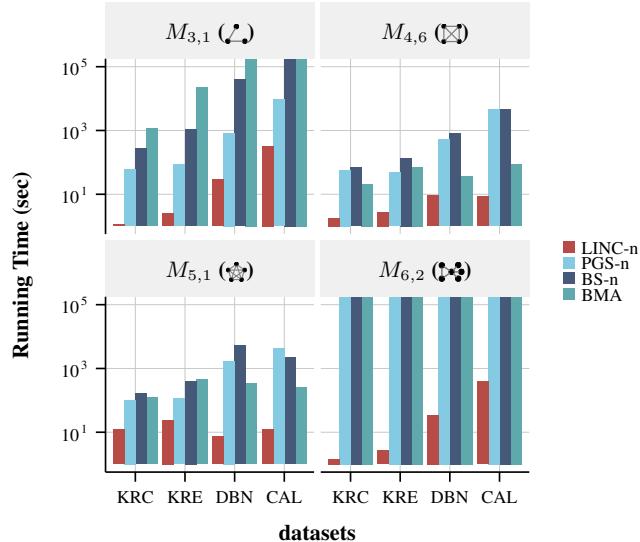 M3,1 ( ) M4,6 ( )
10^5
10^3
10^1
Running Time (sec)
M5,1 ( ) M6,2 ( )
10^5
10^3
10^1
KRC KRE DBN CAL KRC KRE DBN CAL
datasets
LINC-n
PGS-n
BS-n
BMA